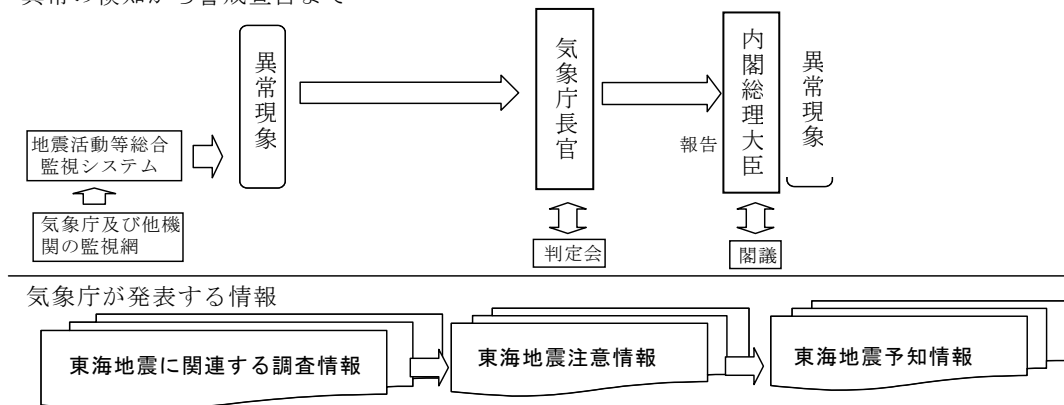 異常の検知から警戒宣言まで
異常現象
気象庁長官
内閣総理大臣
異常現象
地震活動等総合
監視システム
報告
気象庁及び他機
関の監視網
判定会
閣議
気象庁が発表する情報
東海地震に関連する調査情報
東海地震注意情報
東海地震予知情報